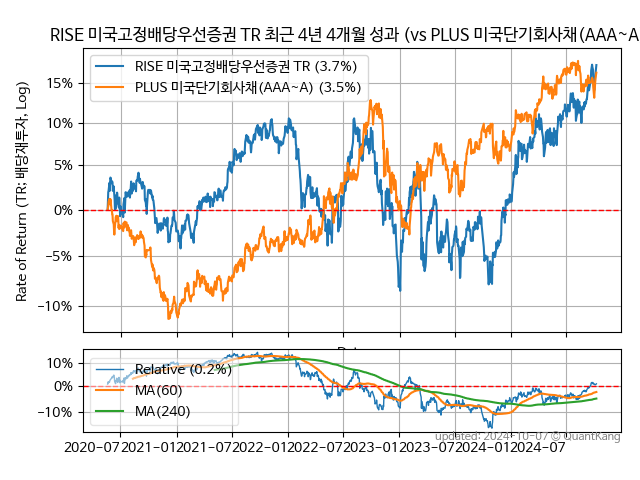 RISE 미국고정배당우선증권 TR 최근 4년 4개월 성과 (vs PLUS 미국단기회사채(AAA~A
RISE 미국고정배당우선증권 TR (3.7%)
PLUS 미국단기회사채(AAA~A) (3.5%)
Rate of Return (TR: 배당재투자, Log)
15%
10%
5%
0%
−5%
−10%
Relative (0.2%)
MA(60)
MA(240)
10%
0%
−10%
updated: 2024-10-07 © QuantKang
2020-07 2021-01 2021-07 2022-01 2022-07 2023-01 2023-07 2024-01 2024-07